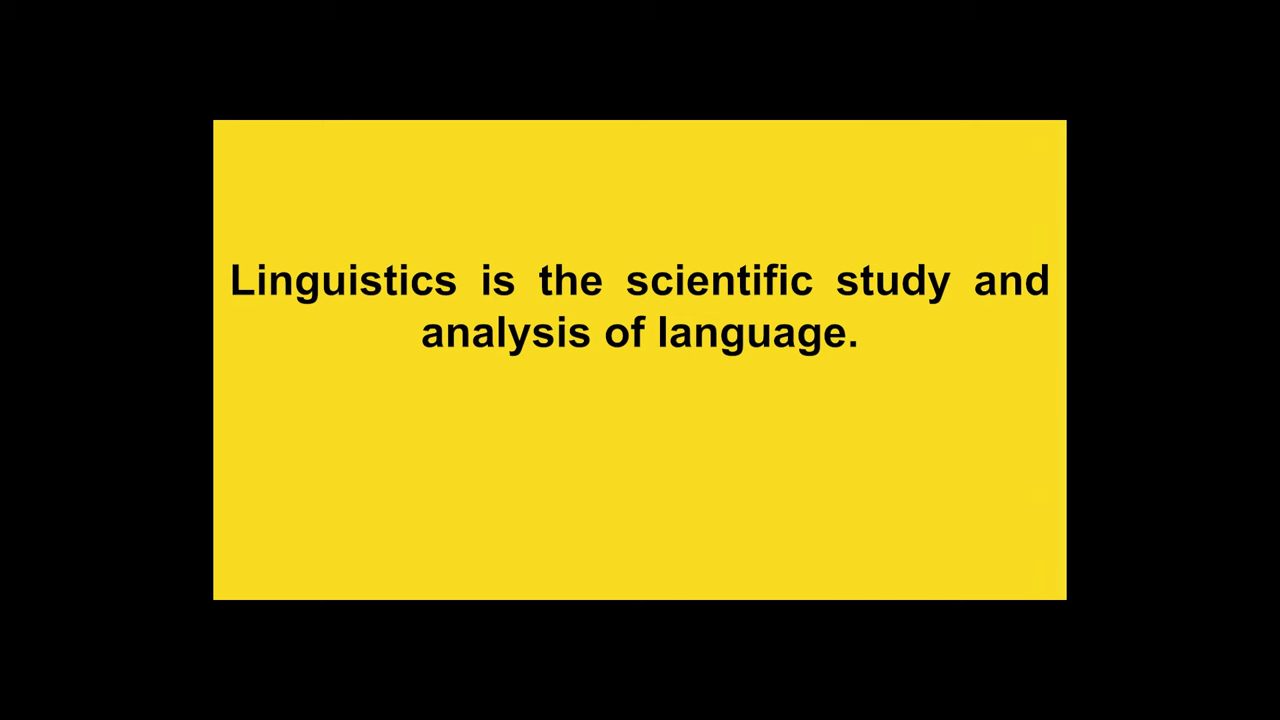 Linguistics is the scientific study and
analysis of language.